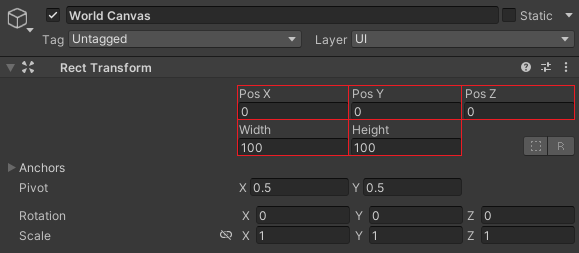 World Canvas Static
Tag Untagged Layer UI
Rect Transform
Pos X Pos Y Pos Z
0 0 0
Width Height
100 100
R
Anchors
Pivot X 0.5 Y 0.5
Rotation X 0 Y 0 Z 0
Scale X 1 Y 1 Z 1